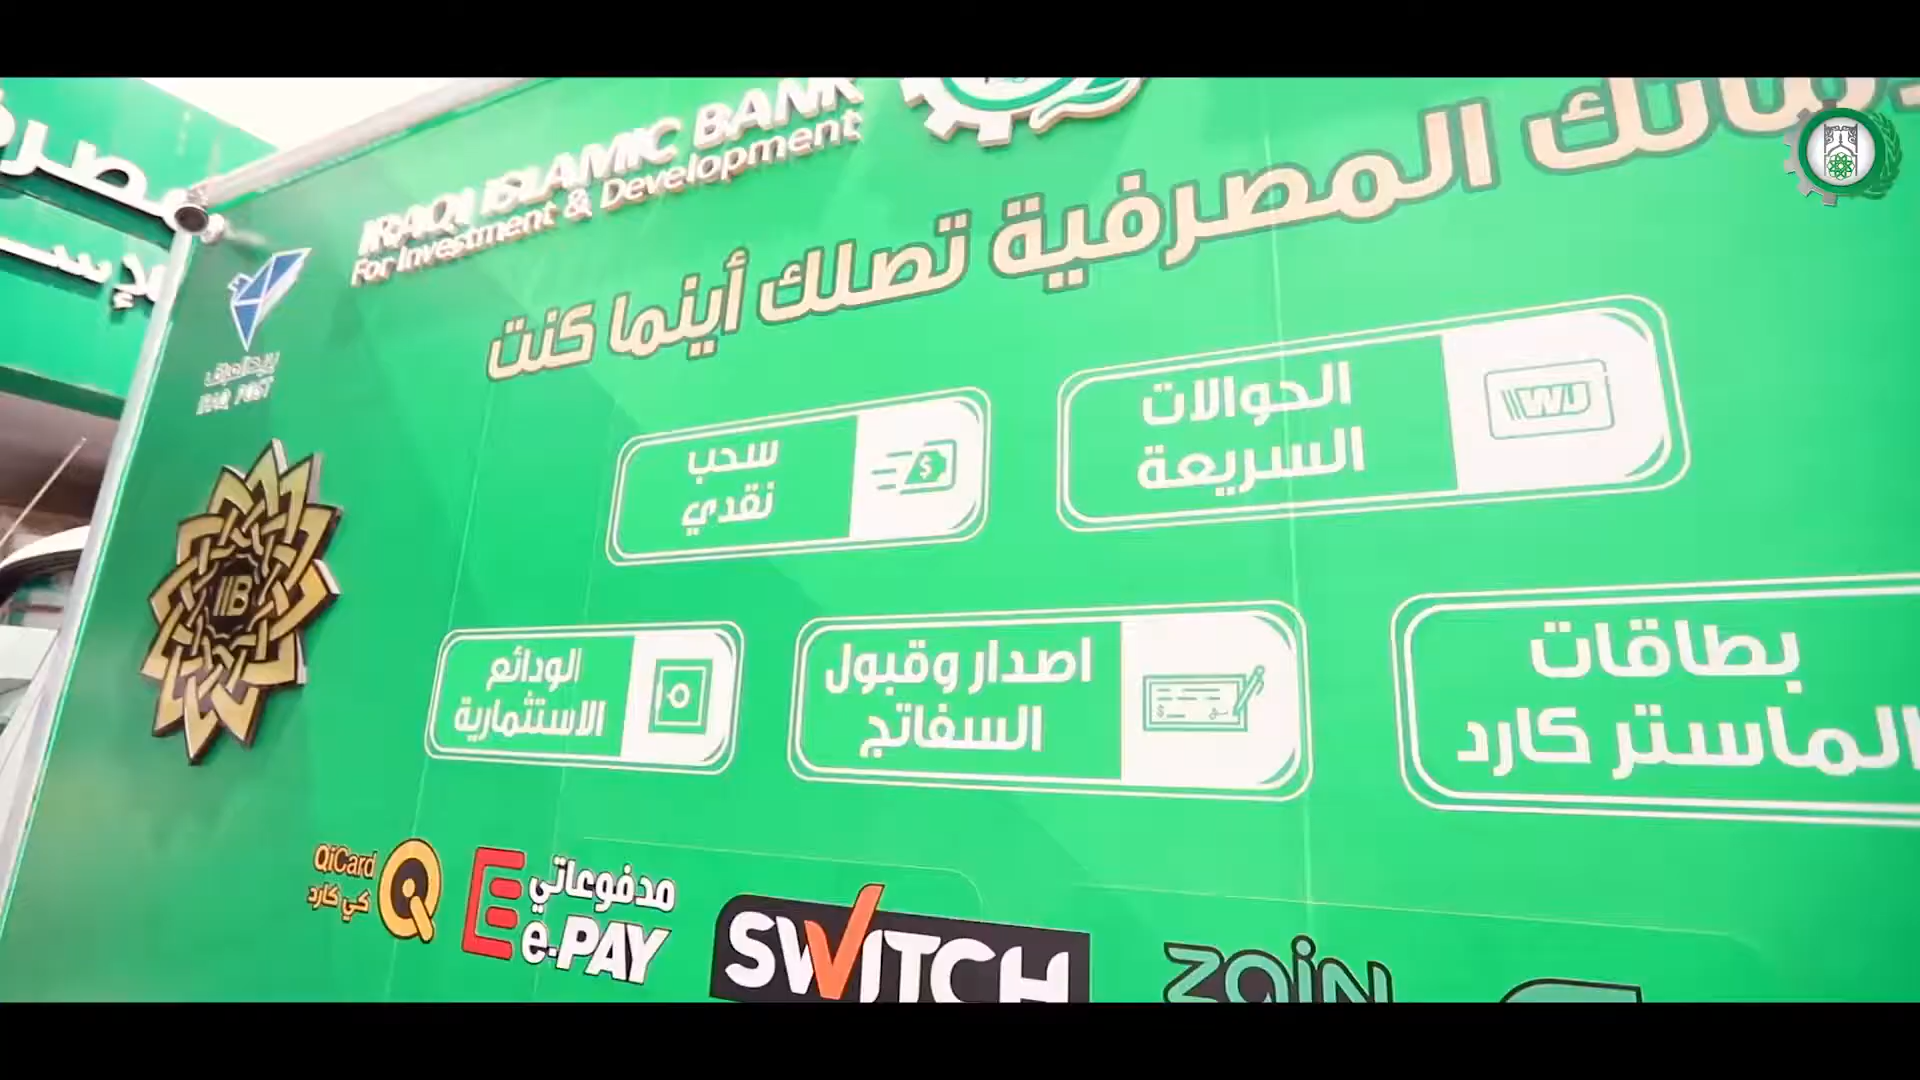 IRAQI ISLAMIC BANK
For Investment & Development
المصرفية تصلك أينما كنت
IRAQ POST
الحوالات
السريعة
WU
سحب
نقدي
IIB
بطاقات
الماستر كارد
اصدار وقبول
السفاتج
الودائع
الاستثمارية
QiCard
كي كارد
مدفوعاتي
e.PAY
SWITCH
zain